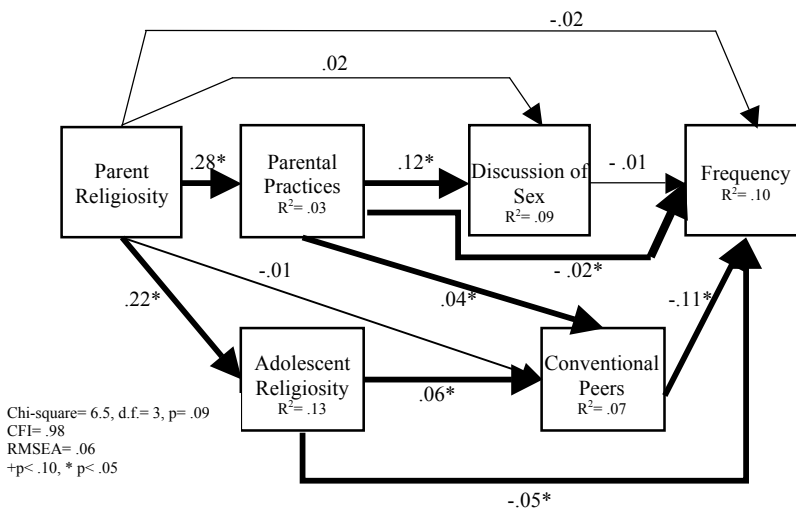 -.02
.02
Parent
Religiosity
.28*
Parental
Practices
R²= .03
.12*
Discussion of
Sex
R²= .09
- .01
Frequency
R²= .10
- .02*
-.01
.22*
.04*
-.11*
Adolescent
Religiosity
R²= .13
.06*
Conventional
Peers
R²= .07
Chi-square= 6.5, d.f.= 3, p= .09
CFI= .98
RMSEA= .06
+p< .10, * p< .05
-.05*